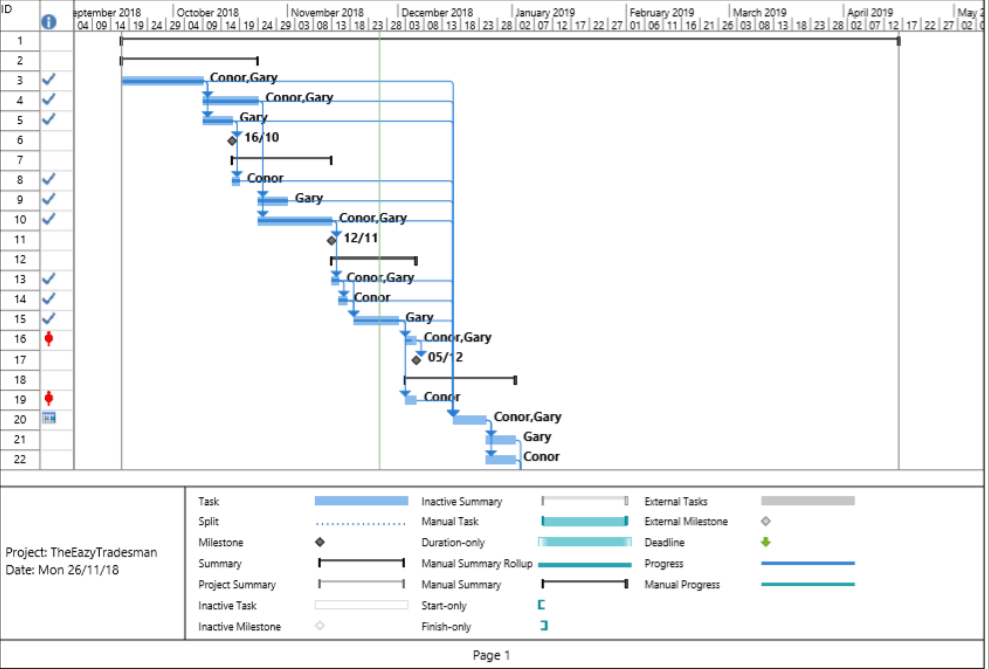 ID
eptember 2018 October 2018 November 2018 December 2018 January 2019 February 2019 March 2019 April 2019 May 2
09 04 09 14 19 24 29 04 09 14 19 24 29 03 08 13 18 23 28 03 08 13 18 23 28 02 07 12 17 22 27 01 06 11 16 21 26 03 08 13 18 23 28 02 07 12 17 22 27 02 0
1
2
3 Conor,Gary
4 Conor,Gary
5 Gary
6 16/10
7
8 Conor
9 Gary
10 Conor,Gary
11 12/11
12
13 Conor,Gary
14 Conor
15 Gary
16 Conor,Gary
17 05/12
18
19 Conor
20 Conor,Gary
21 Gary
22 Conor
Project: TheEazyTradesman
Date: Mon 26/11/18
Task
Split
Milestone
Summary
Project Summary
Inactive Task
Inactive Milestone
Inactive Summary
Manual Task
Duration-only
Manual Summary Rollup
Manual Summary
Start-only
Finish-only
External Tasks
External Milestone
Deadline
Progress
Manual Progress
Page 1